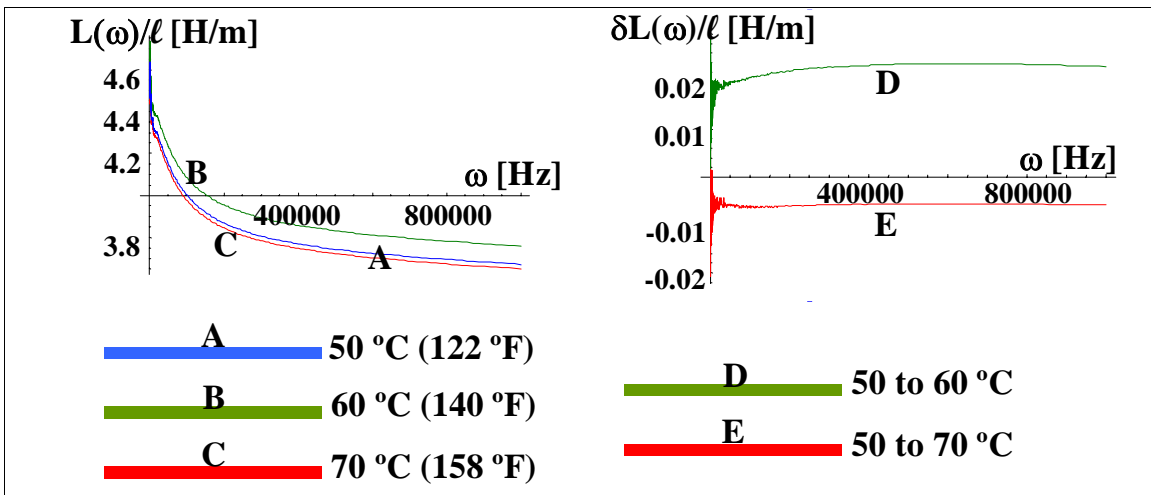 L(ω)/ℓ [H/m]
4.6
4.4
4.2
3.8
B
C
A
ω [Hz]
400000
800000
δL(ω)/ℓ [H/m]
0.02
0.01
-0.01
-0.02
D
E
ω [Hz]
400000
800000
A 50 ºC (122 ºF)
B 60 ºC (140 ºF)
C 70 ºC (158 ºF)
D 50 to 60 ºC
E 50 to 70 ºC